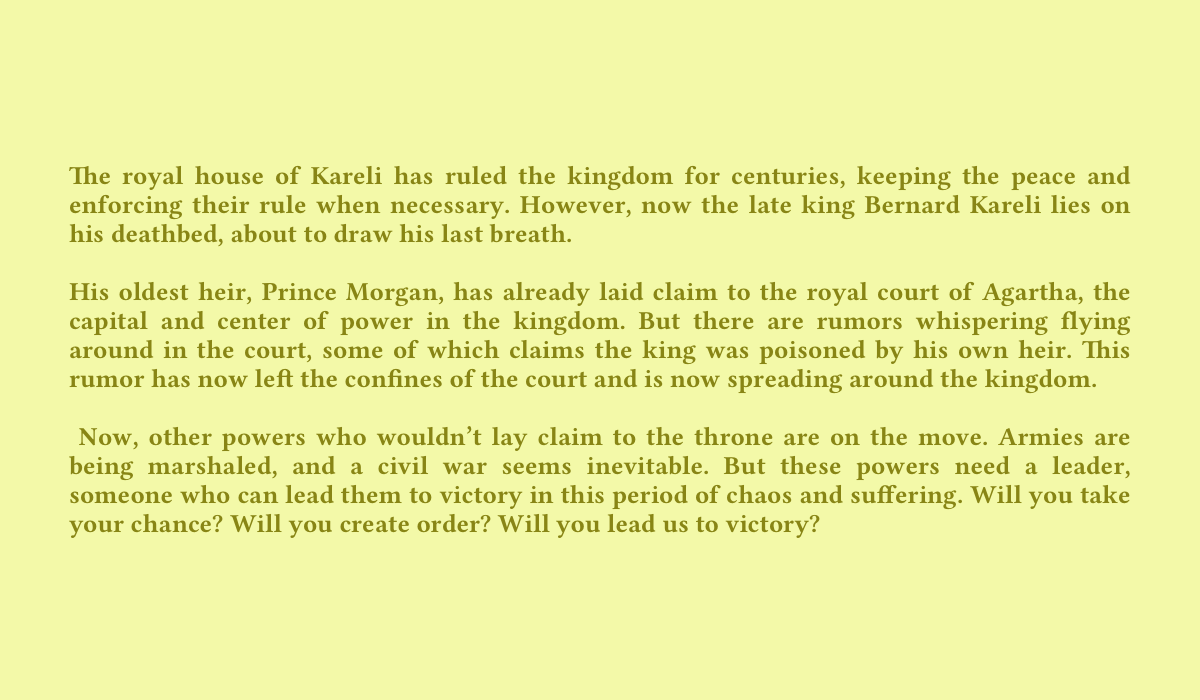 The royal house of Kareli has ruled the kingdom for centuries, keeping the peace and
enforcing their rule when necessary. However, now the late king Bernard Kareli lies on
his deathbed, about to draw his last breath.
His oldest heir, Prince Morgan, has already laid claim to the royal court of Agartha, the
capital and center of power in the kingdom. But there are rumors whispering flying
around in the court, some of which claims the king was poisoned by his own heir. This
rumor has now left the confines of the court and is now spreading around the kingdom.
Now, other powers who wouldn’t lay claim to the throne are on the move. Armies are
being marshaled, and a civil war seems inevitable. But these powers need a leader,
someone who can lead them to victory in this period of chaos and suffering. Will you take
your chance? Will you create order? Will you lead us to victory?